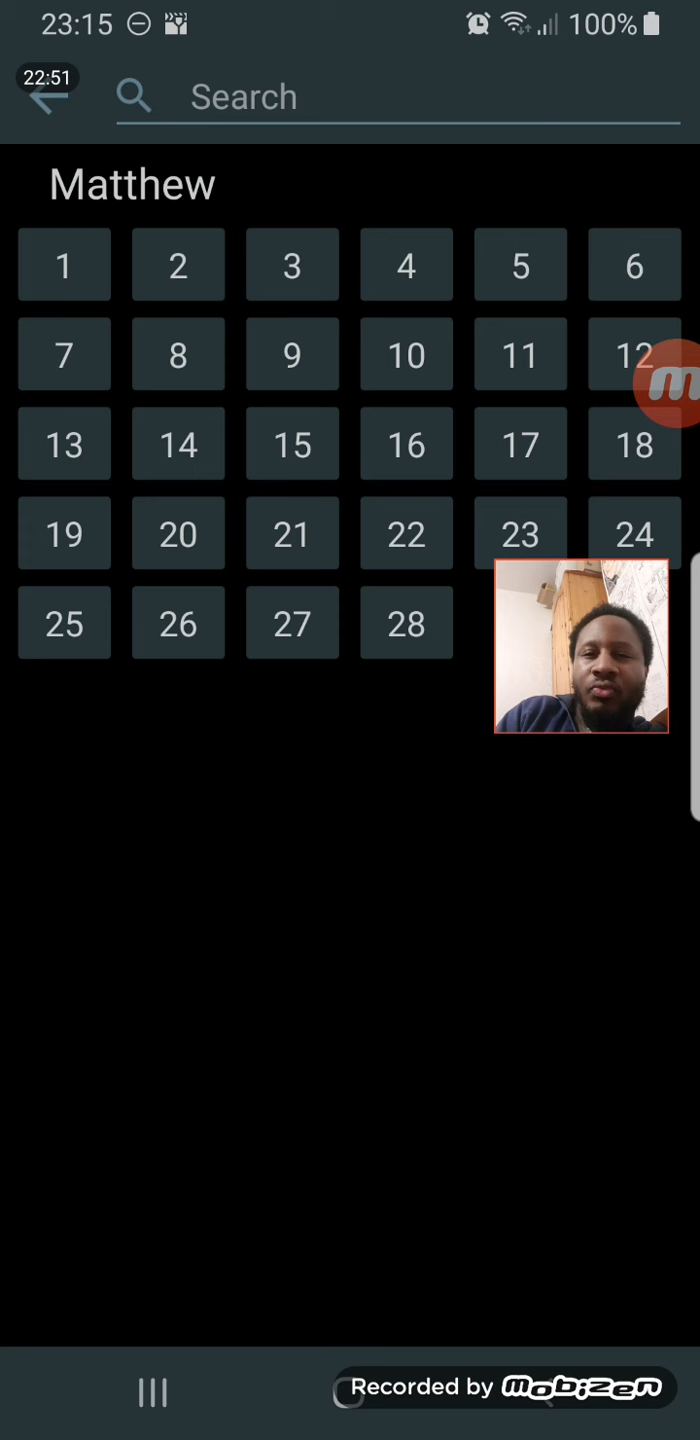 23:15 100%
22:51
Search
Matthew
1 2 3 4 5 6
7 8 9 10 11 12
13 14 15 16 17 18
19 20 21 22 23 24
25 26 27 28
Recorded by mobizen